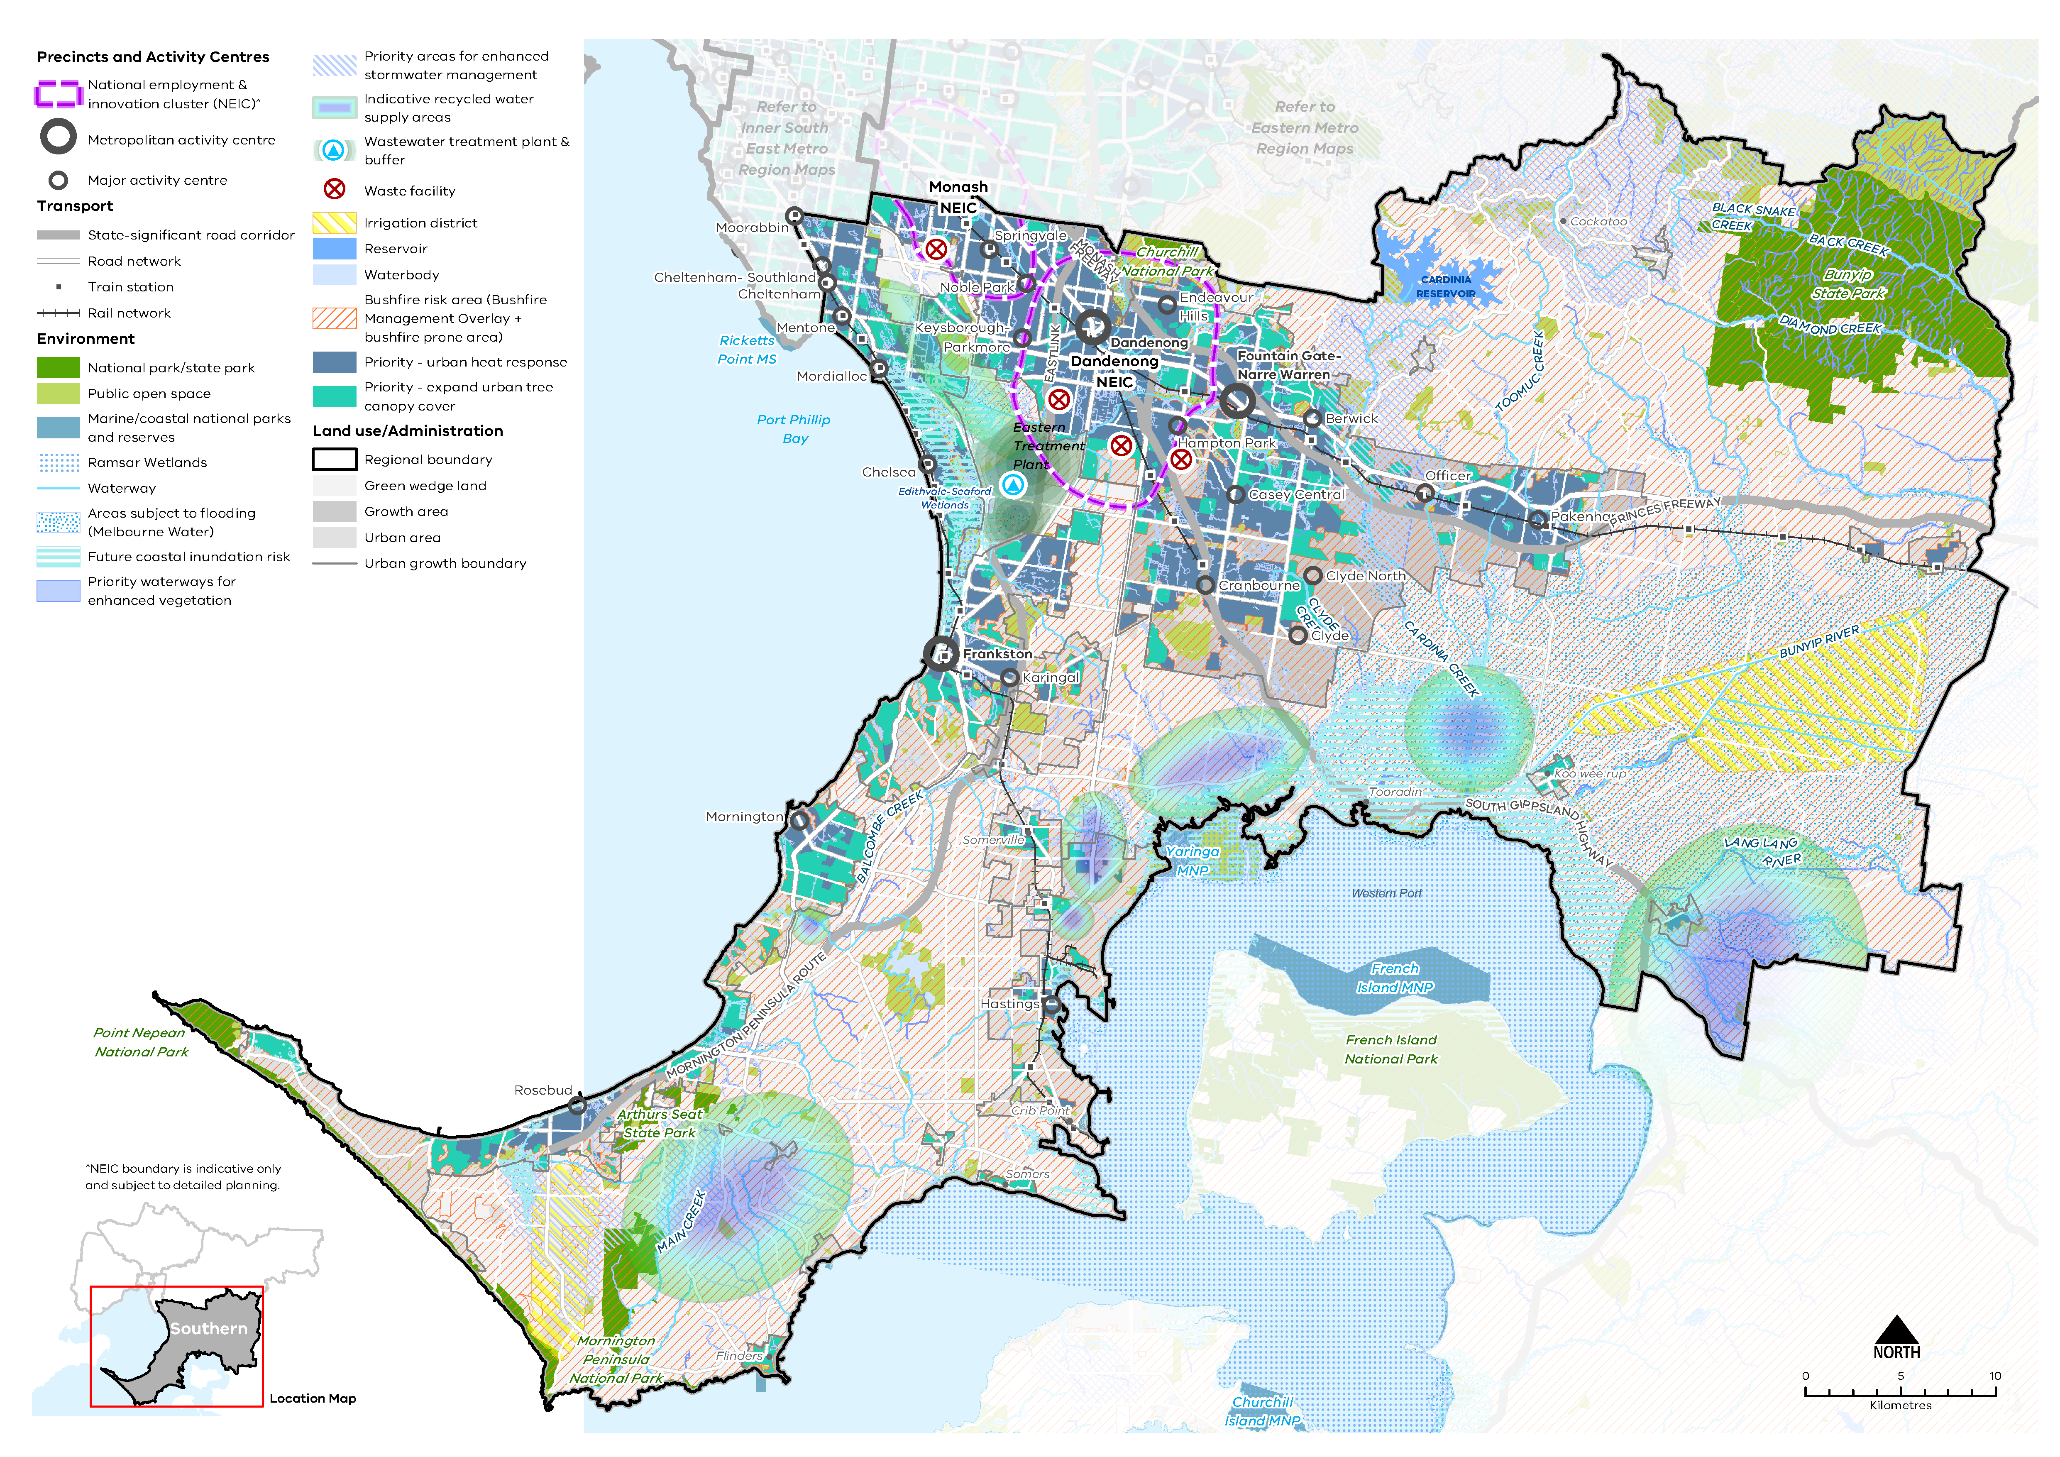 Precincts and Activity Centres
National employment &
innovation cluster (NEIC)^
Metropolitan activity centre
Major activity centre
Transport
State-significant road corridor
Road network
Train station
Rail network
Environment
National park/state park
Public open space
Marine/coastal national parks
and reserves
Ramsar Wetlands
Waterway
Areas subject to flooding
(Melbourne Water)
Future coastal inundation risk
Priority waterways for
enhanced vegetation
Priority areas for enhanced
stormwater management
Indicative recycled water
supply areas
Wastewater treatment plant &
buffer
Waste facility
Irrigation district
Reservoir
Waterbody
Bushfire risk area (Bushfire
Management Overlay +
bushfire prone area)
Priority - urban heat response
Priority - expand urban tree
canopy cover
Land use/Administration
Regional boundary
Green wedge land
Growth area
Urban area
Urban growth boundary
Refer to
Inner South
East Metro
Region Maps
Refer to
Eastern Metro
Region Maps
Monash
NEIC
Moorabbin
Springvale
MONASH
FREEWAY
Churchill
National Park
Cheltenham- Southland
Cheltenham
Noble Park
Endeavour
Hills
Mentone
Keysborough-
Parkmore
EASTLINK
Dandenong
Dandenong
NEIC
Fountain Gate-
Narre Warren
Ricketts
Point MS
Mordialloc
Port Phillip
Bay
Berwick
Eastern
Treatment
Plant
Hampton Park
Chelsea
Edithvale-Seaford
Wetlands
Casey Central
Officer
Pakenham
PRINCES FREEWAY
Cockatoo
CARDINIA
RESERVOIR
BLACK SNAKE
CREEK
BACK CREEK
Bunyip
State Park
DIAMOND CREEK
TOOMUC CREEK
Cranbourne
Clyde North
CLYDE
CREEK
Clyde
CARDINIA CREEK
BUNYIP RIVER
Frankston
Karingal
Koo wee rup
Tooradin
SOUTH GIPPSLAND HIGHWAY
LANG LANG
RIVER
Mornington
BALCOMBE CREEK
Somerville
Yaringa
MNP
Western Port
French
Island MNP
French Island
National Park
Hastings
MORNINGTON PENINSULA ROUTE
Point Nepean
National Park
Rosebud
Arthurs Seat
State Park
Crib Point
Somers
MAIN CREEK
Mornington
Peninsula
National Park
Flinders
Churchill
Island MNP
^NEIC boundary is indicative only
and subject to detailed planning.
Southern
Location Map
NORTH
0 5 10
Kilometres